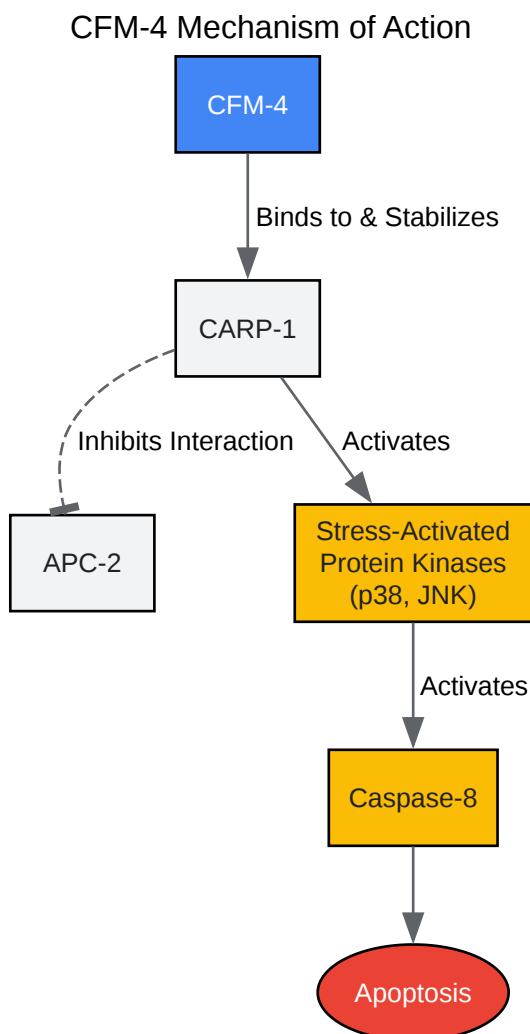 CFM-4 Mechanism of Action
CFM-4
Binds to & Stabilizes
CARP-1
Inhibits Interaction
Activates
APC-2
Stress-Activated
Protein Kinases
(p38, JNK)
Activates
Caspase-8
Apoptosis